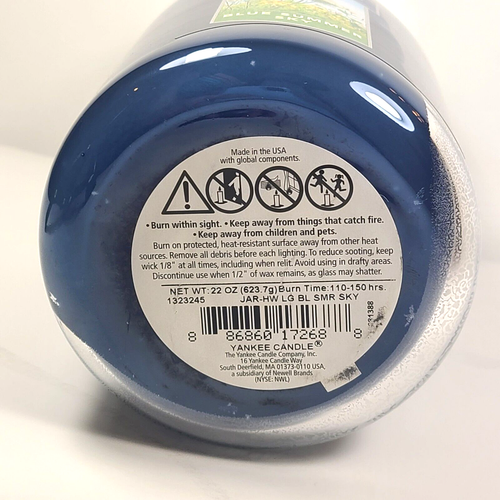 BLUE SUMMER
SKY
Made in the USA
with global components.
• Burn within sight. • Keep away from things that catch fire.
• Keep away from children and pets.
Burn on protected, heat-resistant surface away from other heat
sources. Remove all debris before each lighting. To reduce sooting, keep
wick 1/8" at all times, including when relit. Avoid using in drafty areas.
Discontinue use when 1/2" of wax remains, as glass may shatter.
NET WT: 22 OZ (623.7g) Burn Time: 110-150 hrs.
1323245 JAR-HW LG BL SMR SKY
8 86860 17268 8
YANKEE CANDLE®
The Yankee Candle Company, Inc.
16 Yankee Candle Way
South Deerfield, MA 01373-0110 USA,
a subsidiary of Newell Brands
(NYSE: NWL)